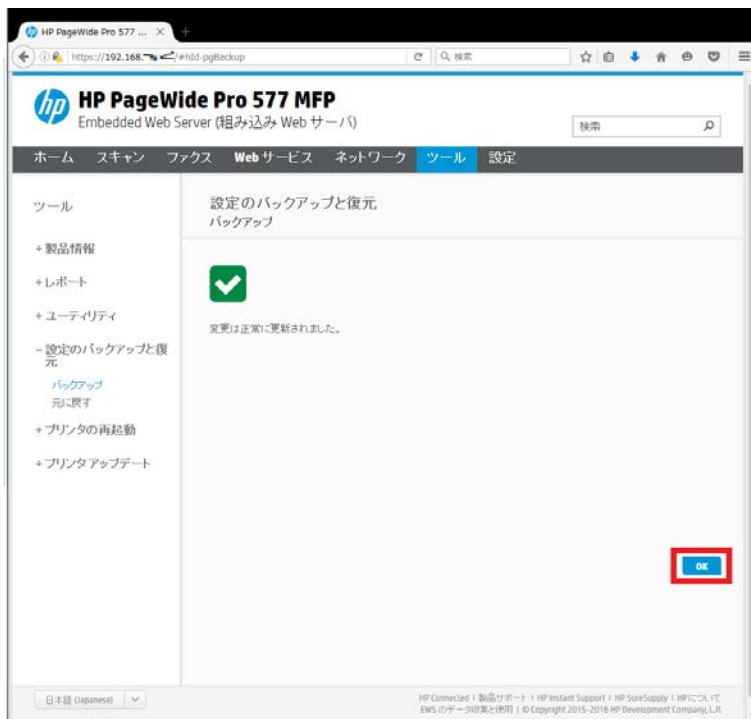 HP PageWide Pro 577 ...
https://192.168. /#hId-pgBackup
検索
hp
HP PageWide Pro 577 MFP
Embedded Web Server (組み込み Web サーバ)
検索
ホーム スキャン ファクス Webサービス ネットワーク ツール 設定
ツール
設定のバックアップと復元
バックアップ
+ 製品情報
+ レポート
+ ユーティリティ
- 設定のバックアップと復
元
バックアップ
元に戻す
+ プリンタの再起動
+ プリンタ アップデート
変更は正常に更新されました。
OK
日本語 (Japanese)
HP Connected | 製品サポート | HP Instant Support | HP SureSupply | HPについて
EWS のデータ収集と使用 | © Copyright 2015-2016 HP Development Company, L.P.